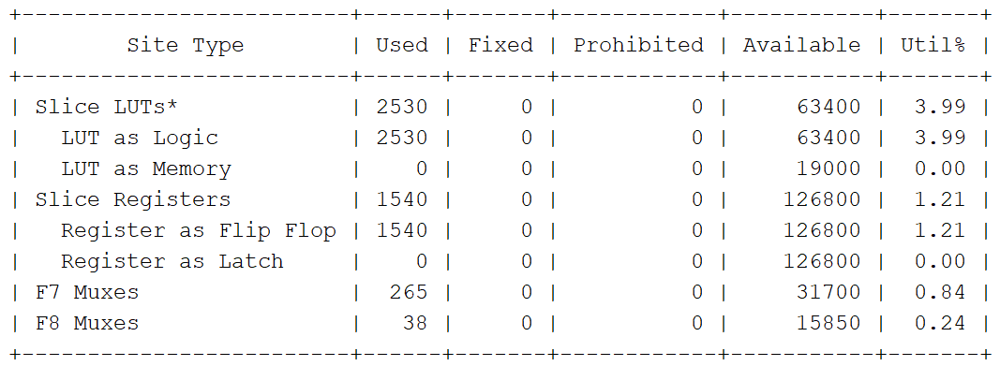 +----------------------------+------+-------+------------+-----------+-------+
|          Site Type         | Used | Fixed | Prohibited | Available | Util% |
+----------------------------+------+-------+------------+-----------+-------+
| Slice LUTs*                | 2530 |     0 |          0 |     63400 |  3.99 |
|   LUT as Logic             | 2530 |     0 |          0 |     63400 |  3.99 |
|   LUT as Memory            |    0 |     0 |          0 |     19000 |  0.00 |
| Slice Registers            | 1540 |     0 |          0 |    126800 |  1.21 |
|   Register as Flip Flop    | 1540 |     0 |          0 |    126800 |  1.21 |
|   Register as Latch        |    0 |     0 |          0 |    126800 |  0.00 |
| F7 Muxes                   |  265 |     0 |          0 |     31700 |  0.84 |
| F8 Muxes                   |   38 |     0 |          0 |     15850 |  0.24 |
+----------------------------+------+-------+------------+-----------+-------+